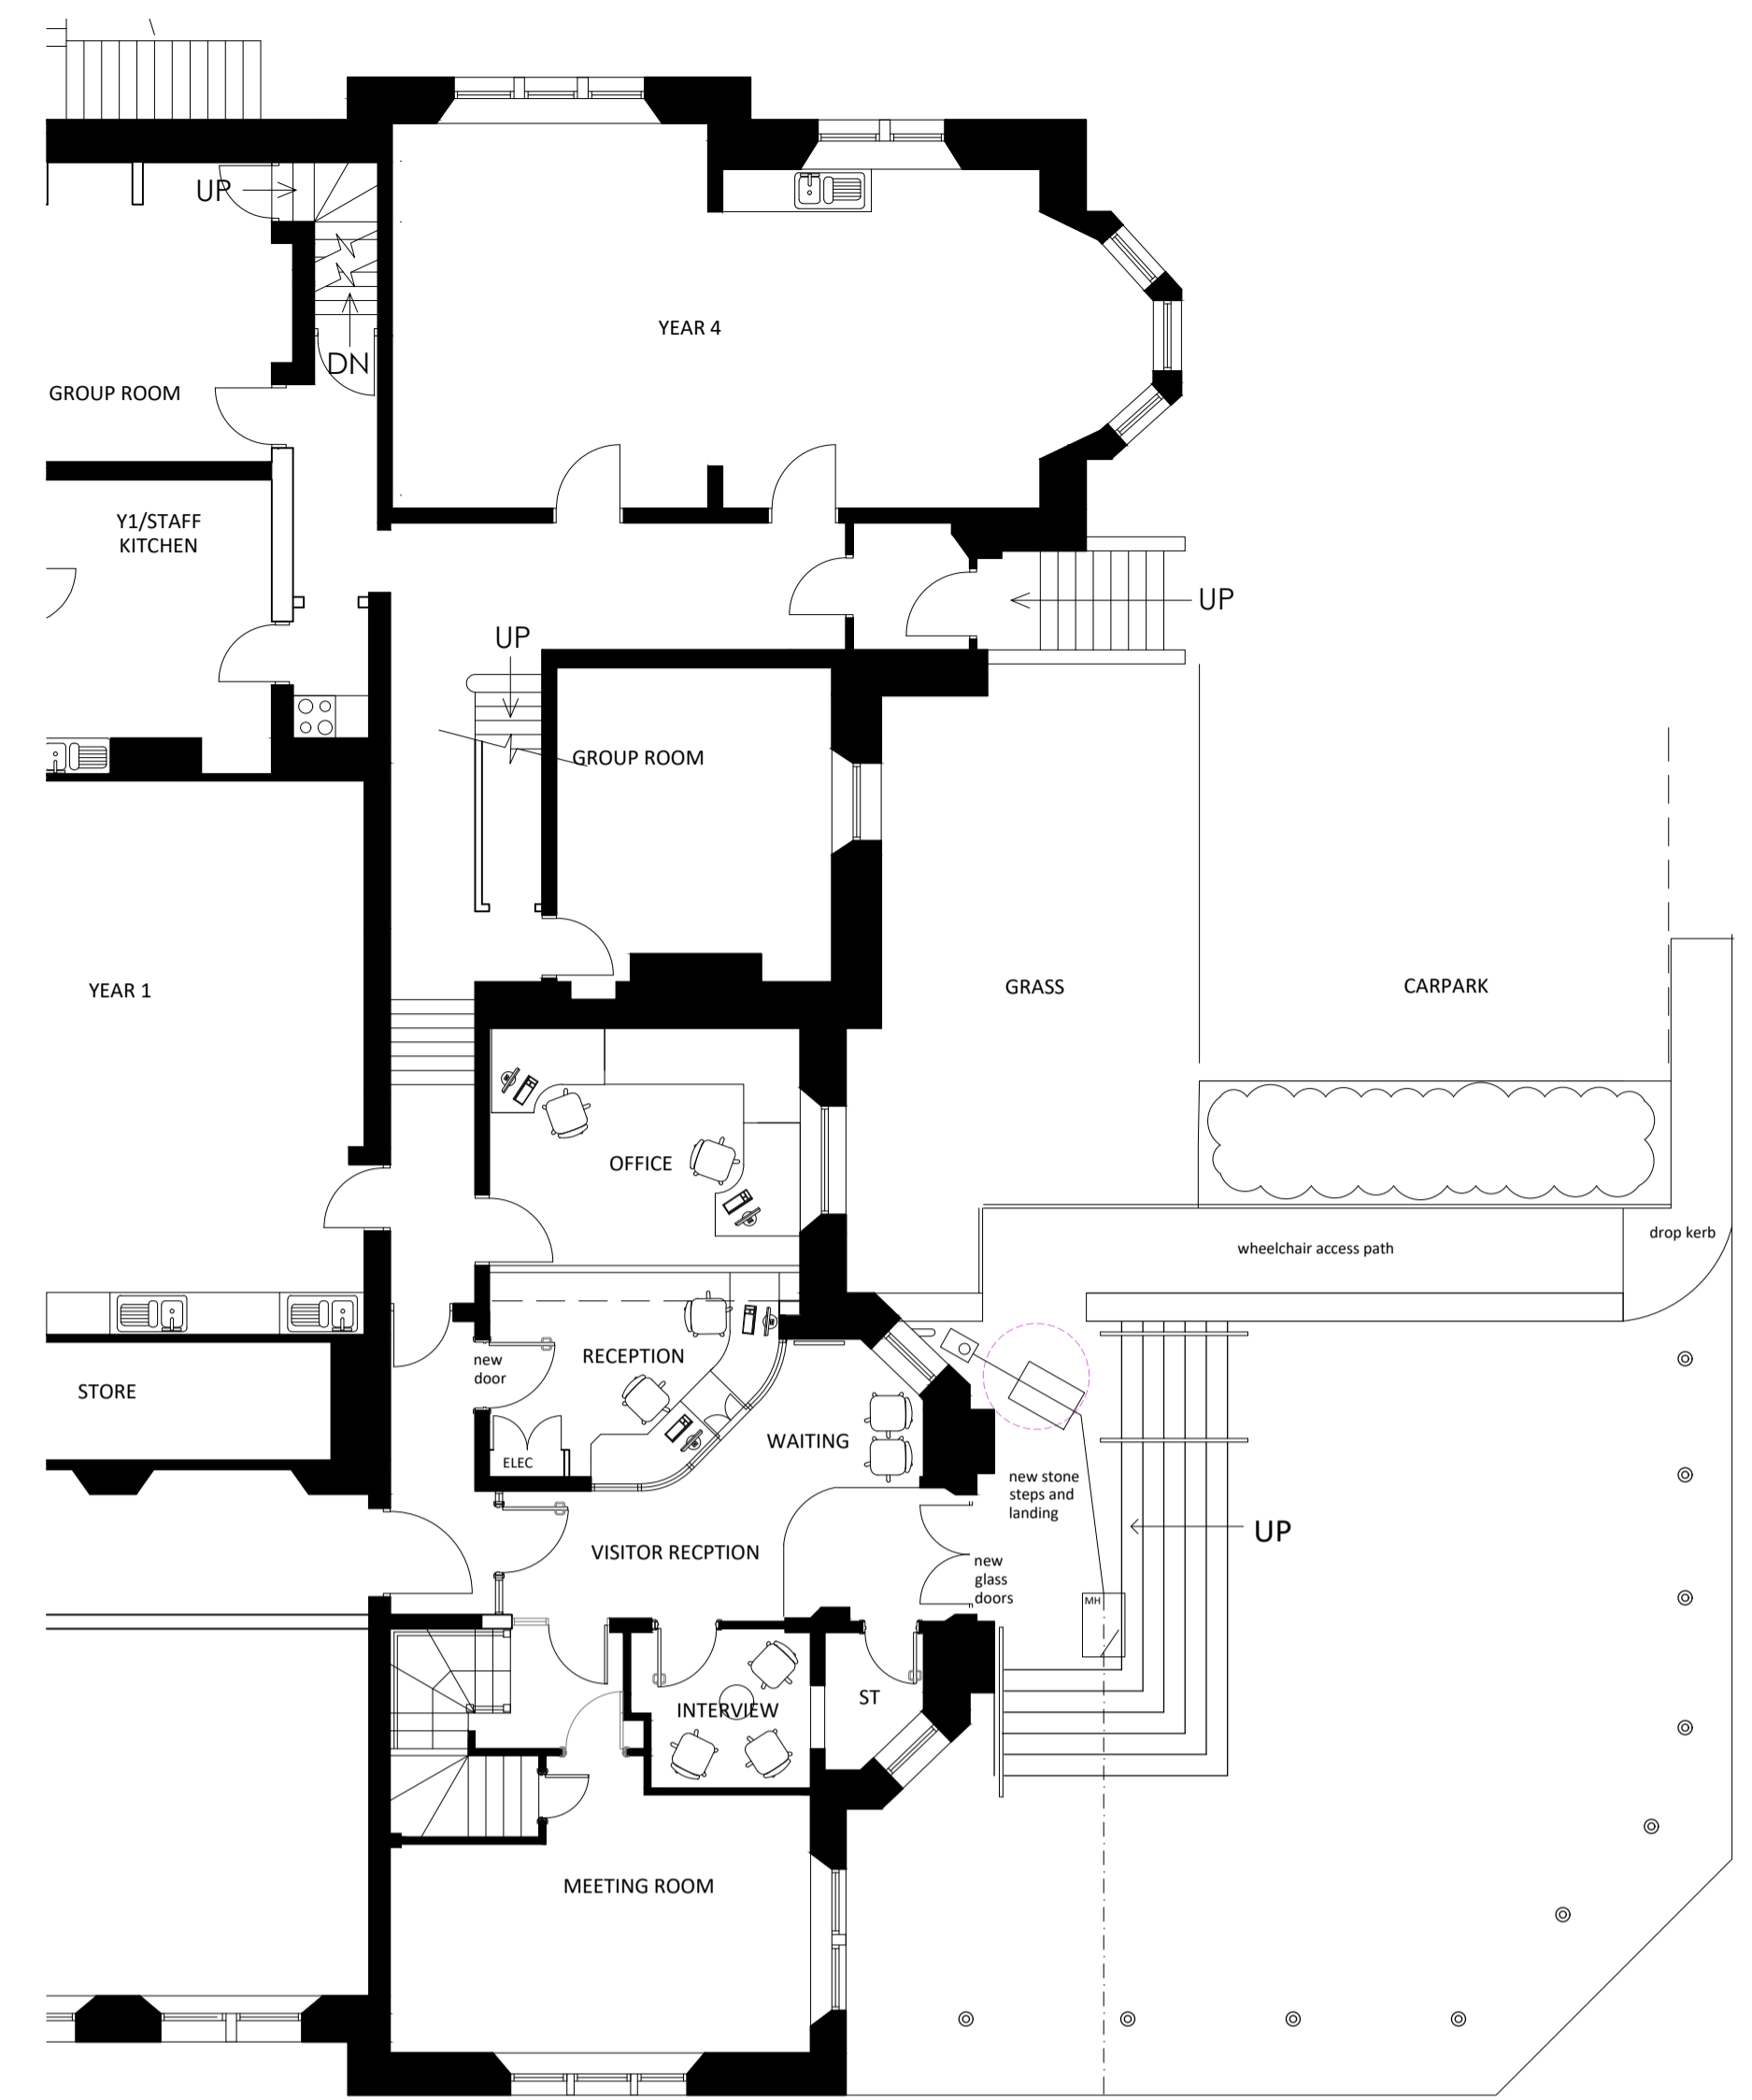 UP
YEAR 4
DN
GROUP ROOM
Y1/STAFF
KITCHEN
UP
UP
GROUP ROOM
YEAR 1
GRASS
CARPARK
OFFICE
drop kerb
wheelchair access path
RECEPTION
new
door
STORE
WAITING
ELEC
new stone
steps and
landing
UP
VISITOR RECPTION
new
glass
doors
MH
ST
INTERVIEW
MEETING ROOM